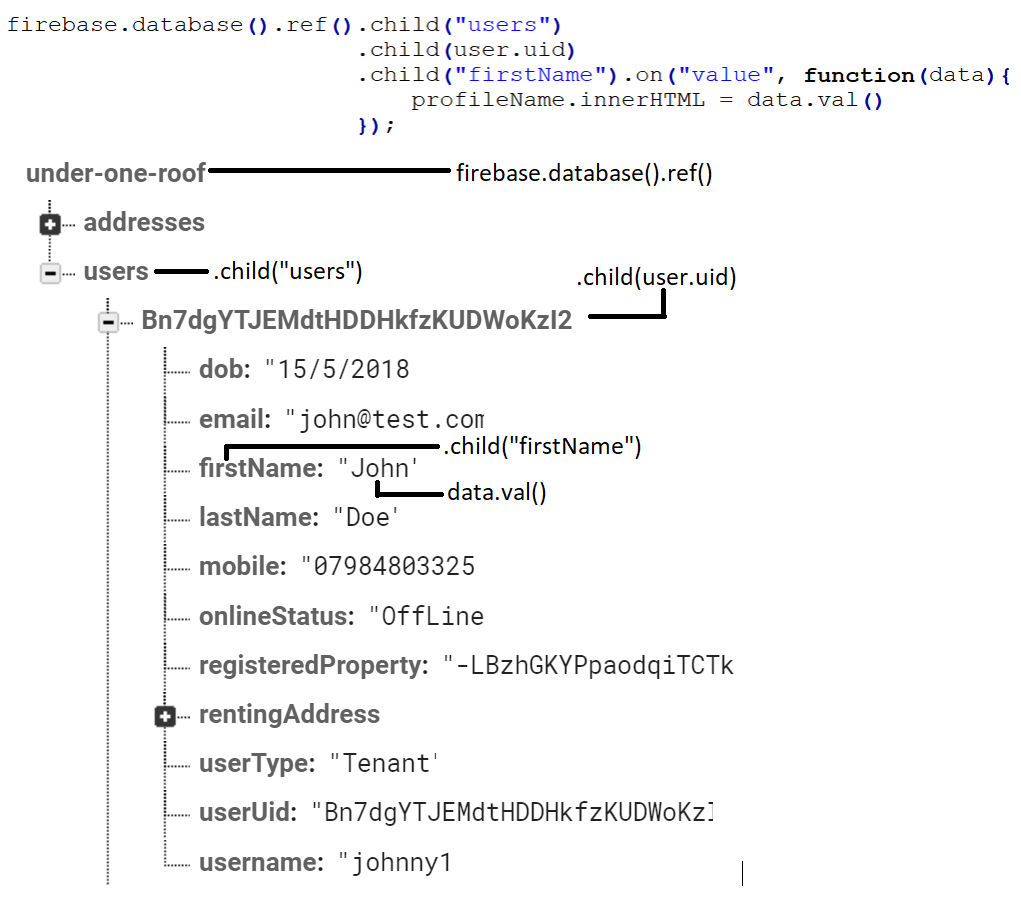 firebase.database().ref().child("users")
.child(user.uid)
.child("firstName").on("value", function(data){
profileName.innerHTML = data.val()
});
under-one-roof firebase.database().ref()
addresses
users .child("users")
.child(user.uid)
Bn7dgYTJEMdtHDDHkfzKUDWoKzI2
dob: "15/5/2018
email: "john@test.com
.child("firstName")
firstName: "John'
data.val()
lastName: "Doe'
mobile: "07984803325
onlineStatus: "OffLine
registeredProperty: "-LBzhGKYPpaodqiTCTk
rentingAddress
userType: "Tenant'
userUid: "Bn7dgYTJEMdtHDDHkfzKUDWoKzI
username: "johnny1